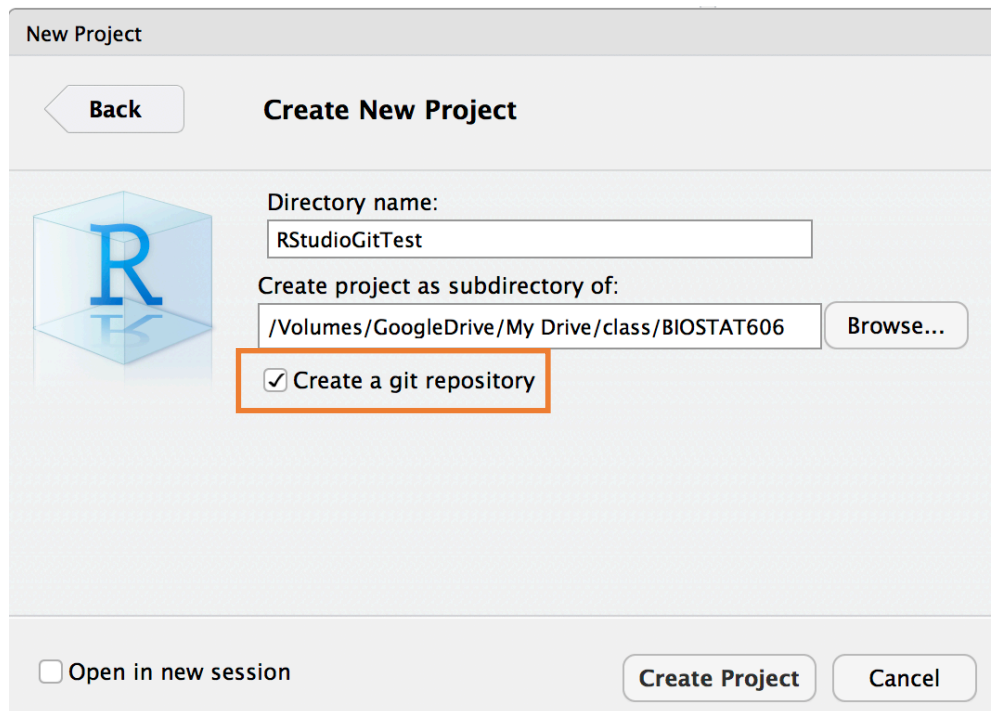 New Project
Back
Create New Project
Directory name:
R
RStudioGitTest
Create project as subdirectory of:
/Volumes/GoogleDrive/My Drive/class/BIOSTAT606
Browse...
Create a git repository
Open in new session
Create Project
Cancel